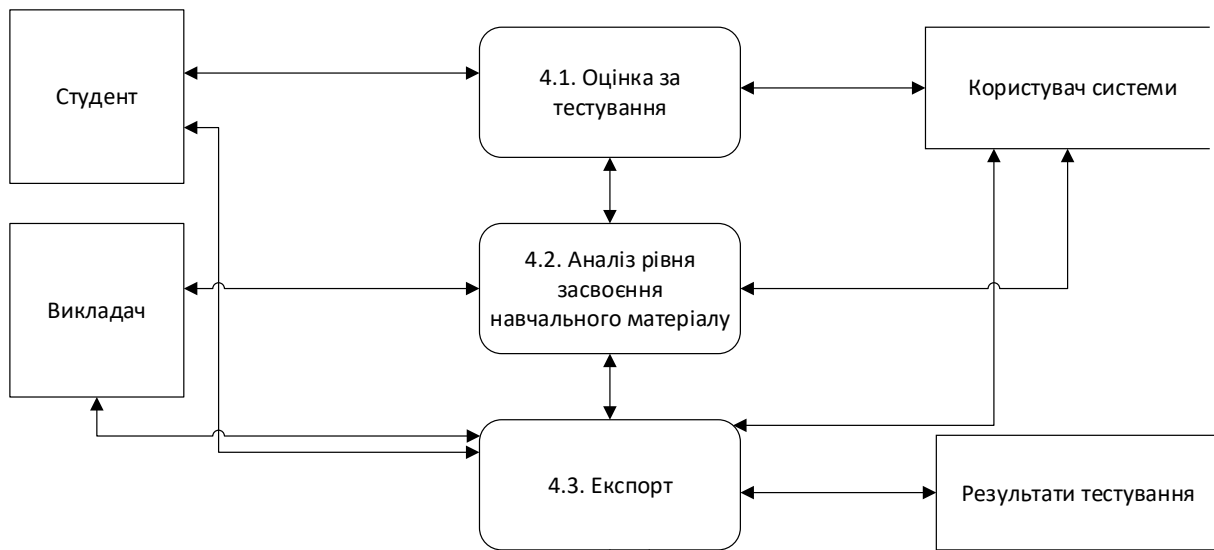 Студент
4.1. Оцінка за
тестування
Користувач системи
Викладач
4.2. Аналіз рівня
засвоєння
навчального матеріалу
4.3. Експорт
Результати тестування